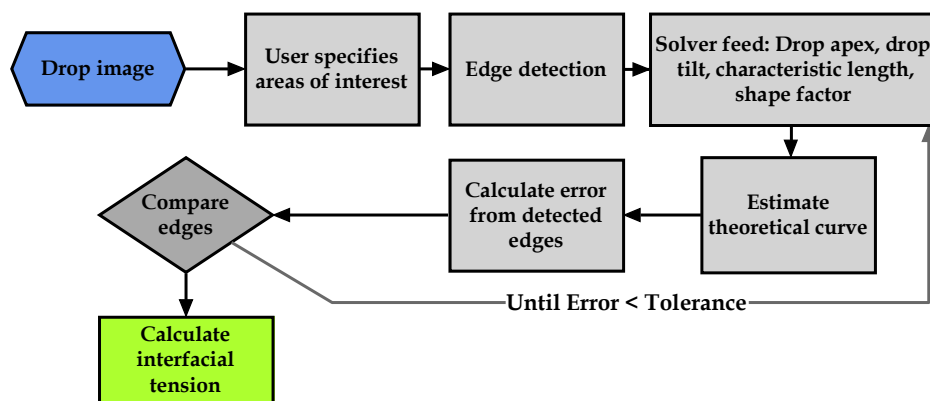 Drop image
User specifies
areas of interest
Edge detection
Solver feed: Drop apex, drop
tilt, characteristic length,
shape factor
Estimate
theoretical curve
Calculate error
from detected
edges
Compare
edges
Until Error < Tolerance
Calculate
interfacial
tension